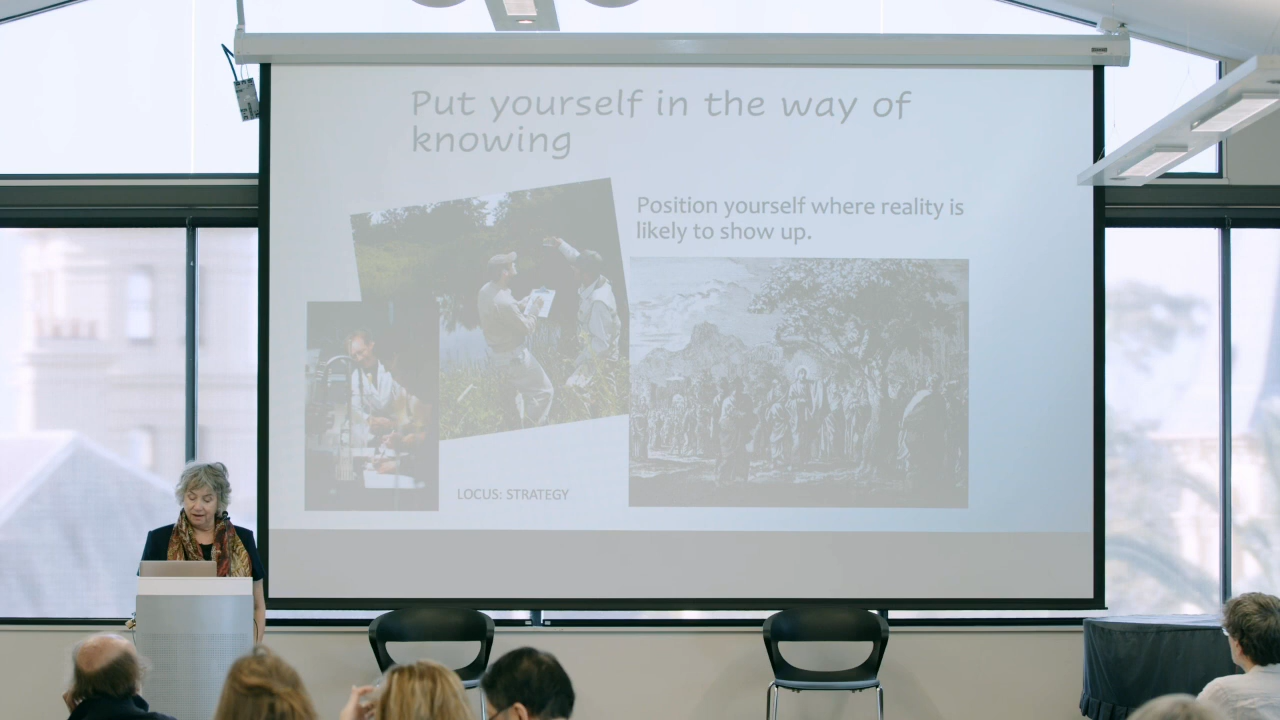 Put yourself in the way of
knowing
Position yourself where reality is
likely to show up.
LOCUS: STRATEGY